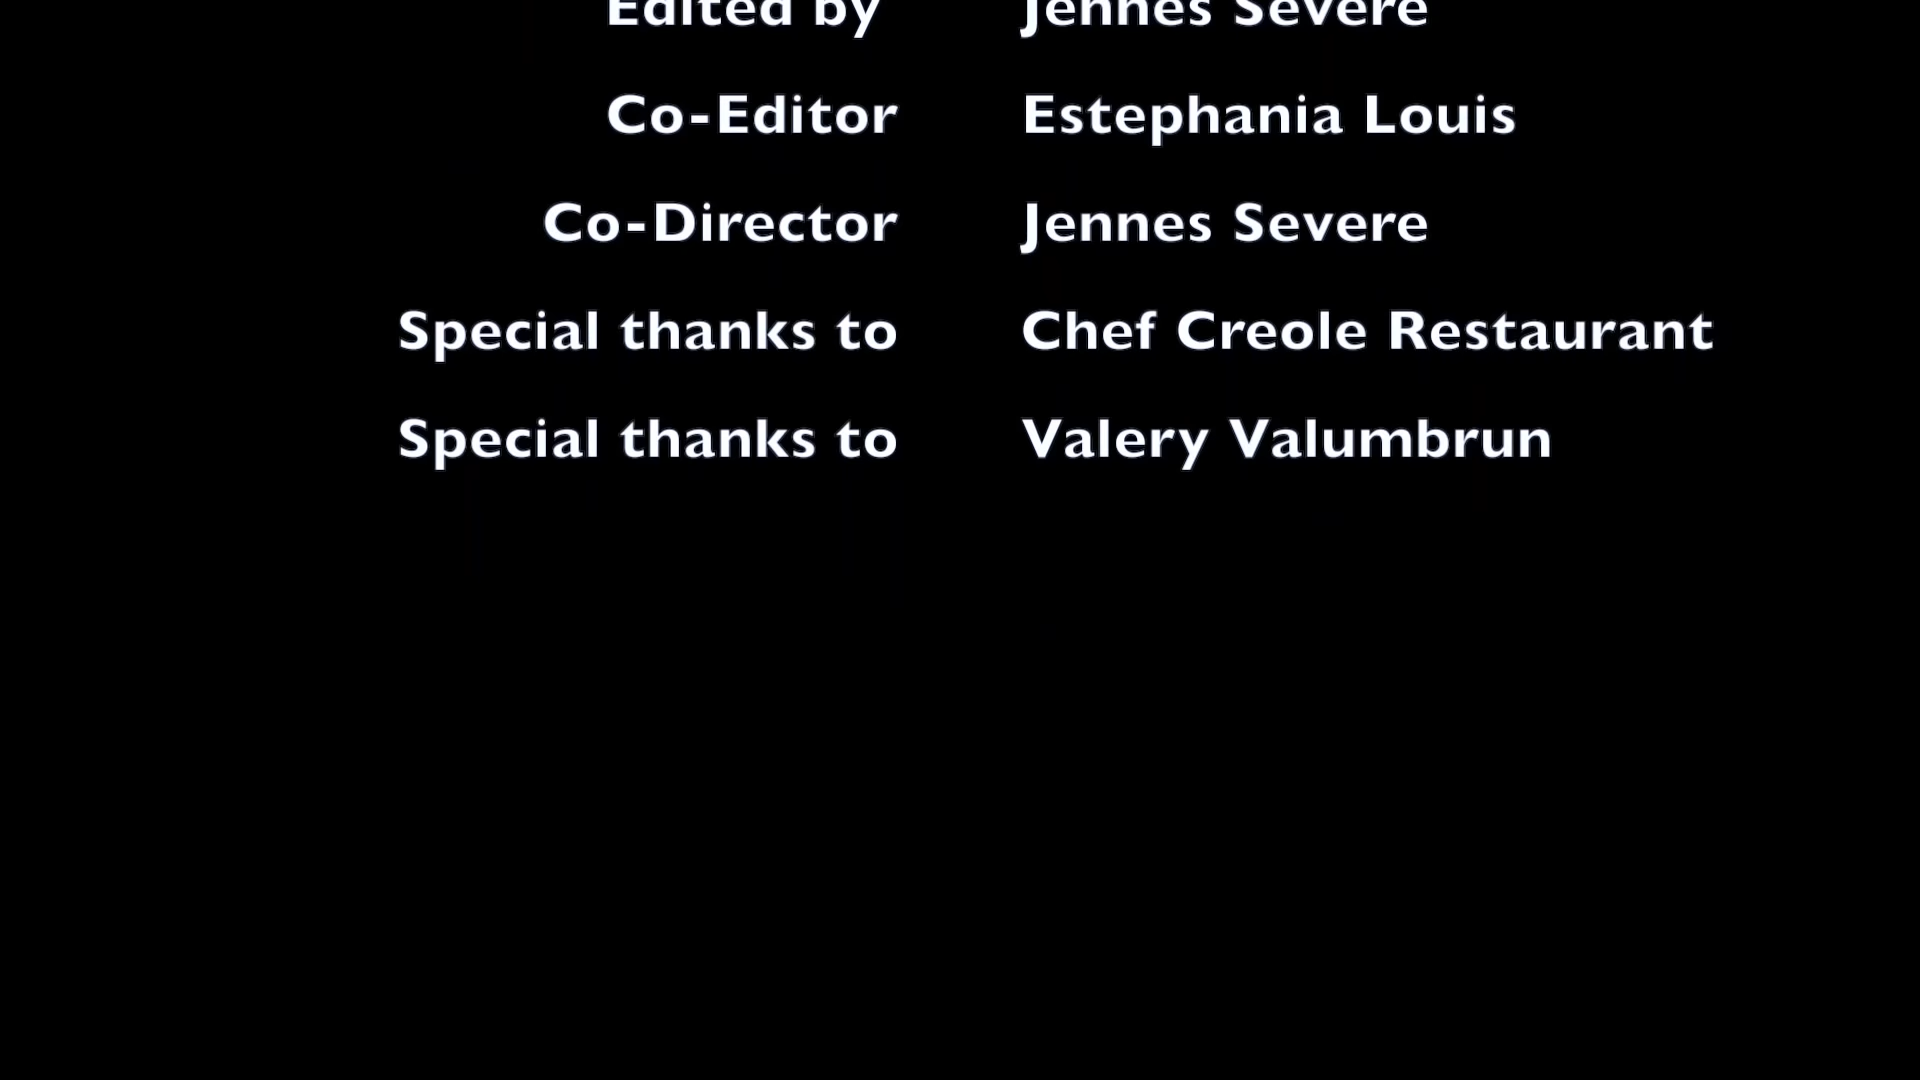 Edited by Jennes Severe
Co-Editor Estephania Louis
Co-Director Jennes Severe
Special thanks to Chef Creole Restaurant
Special thanks to Valery Valumbrun